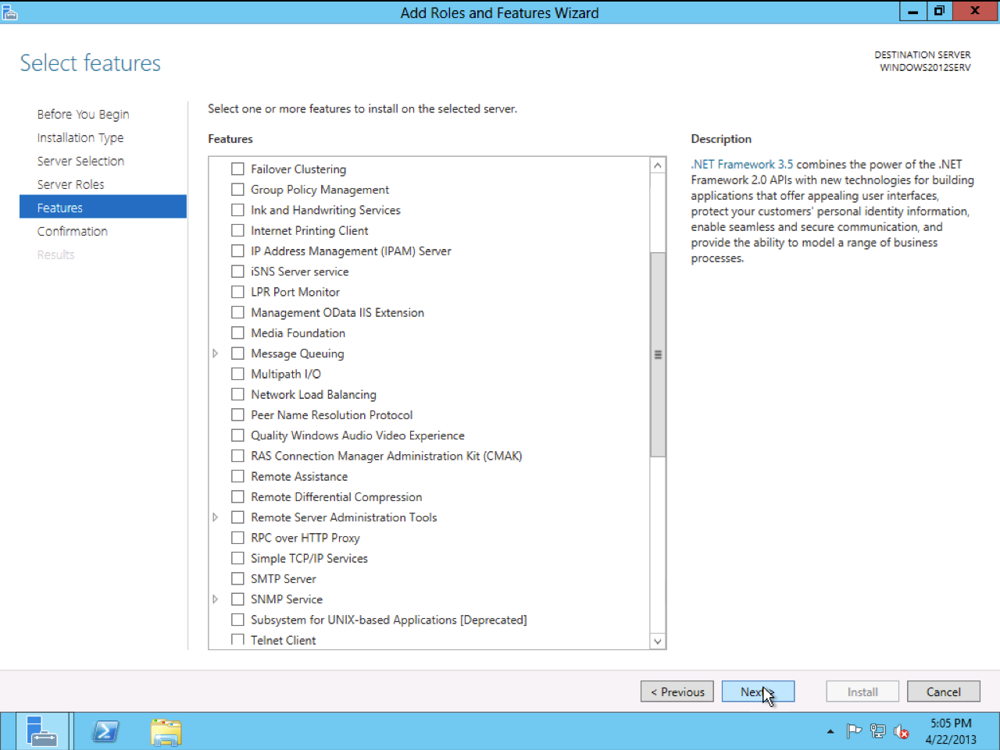 Add Roles and Features Wizard
Select features
DESTINATION SERVER
WINDOWS2012SERV
Before You Begin
Installation Type
Server Selection
Server Roles
Features
Confirmation
Results
Select one or more features to install on the selected server.
Features
Failover Clustering
Group Policy Management
Ink and Handwriting Services
Internet Printing Client
IP Address Management (IPAM) Server
iSNS Server service
LPR Port Monitor
Management OData IIS Extension
Media Foundation
Message Queuing
Multipath I/O
Network Load Balancing
Peer Name Resolution Protocol
Quality Windows Audio Video Experience
RAS Connection Manager Administration Kit (CMAK)
Remote Assistance
Remote Differential Compression
Remote Server Administration Tools
RPC over HTTP Proxy
Simple TCP/IP Services
SMTP Server
SNMP Service
Subsystem for UNIX-based Applications [Deprecated]
Telnet Client
Description
.NET Framework 3.5 combines the power of the .NET
Framework 2.0 APIs with new technologies for building
applications that offer appealing user interfaces,
protect your customers' personal identity information,
enable seamless and secure communication, and
provide the ability to model a range of business
processes.
< Previous
Next >
Install
Cancel
5:05 PM
4/22/2013